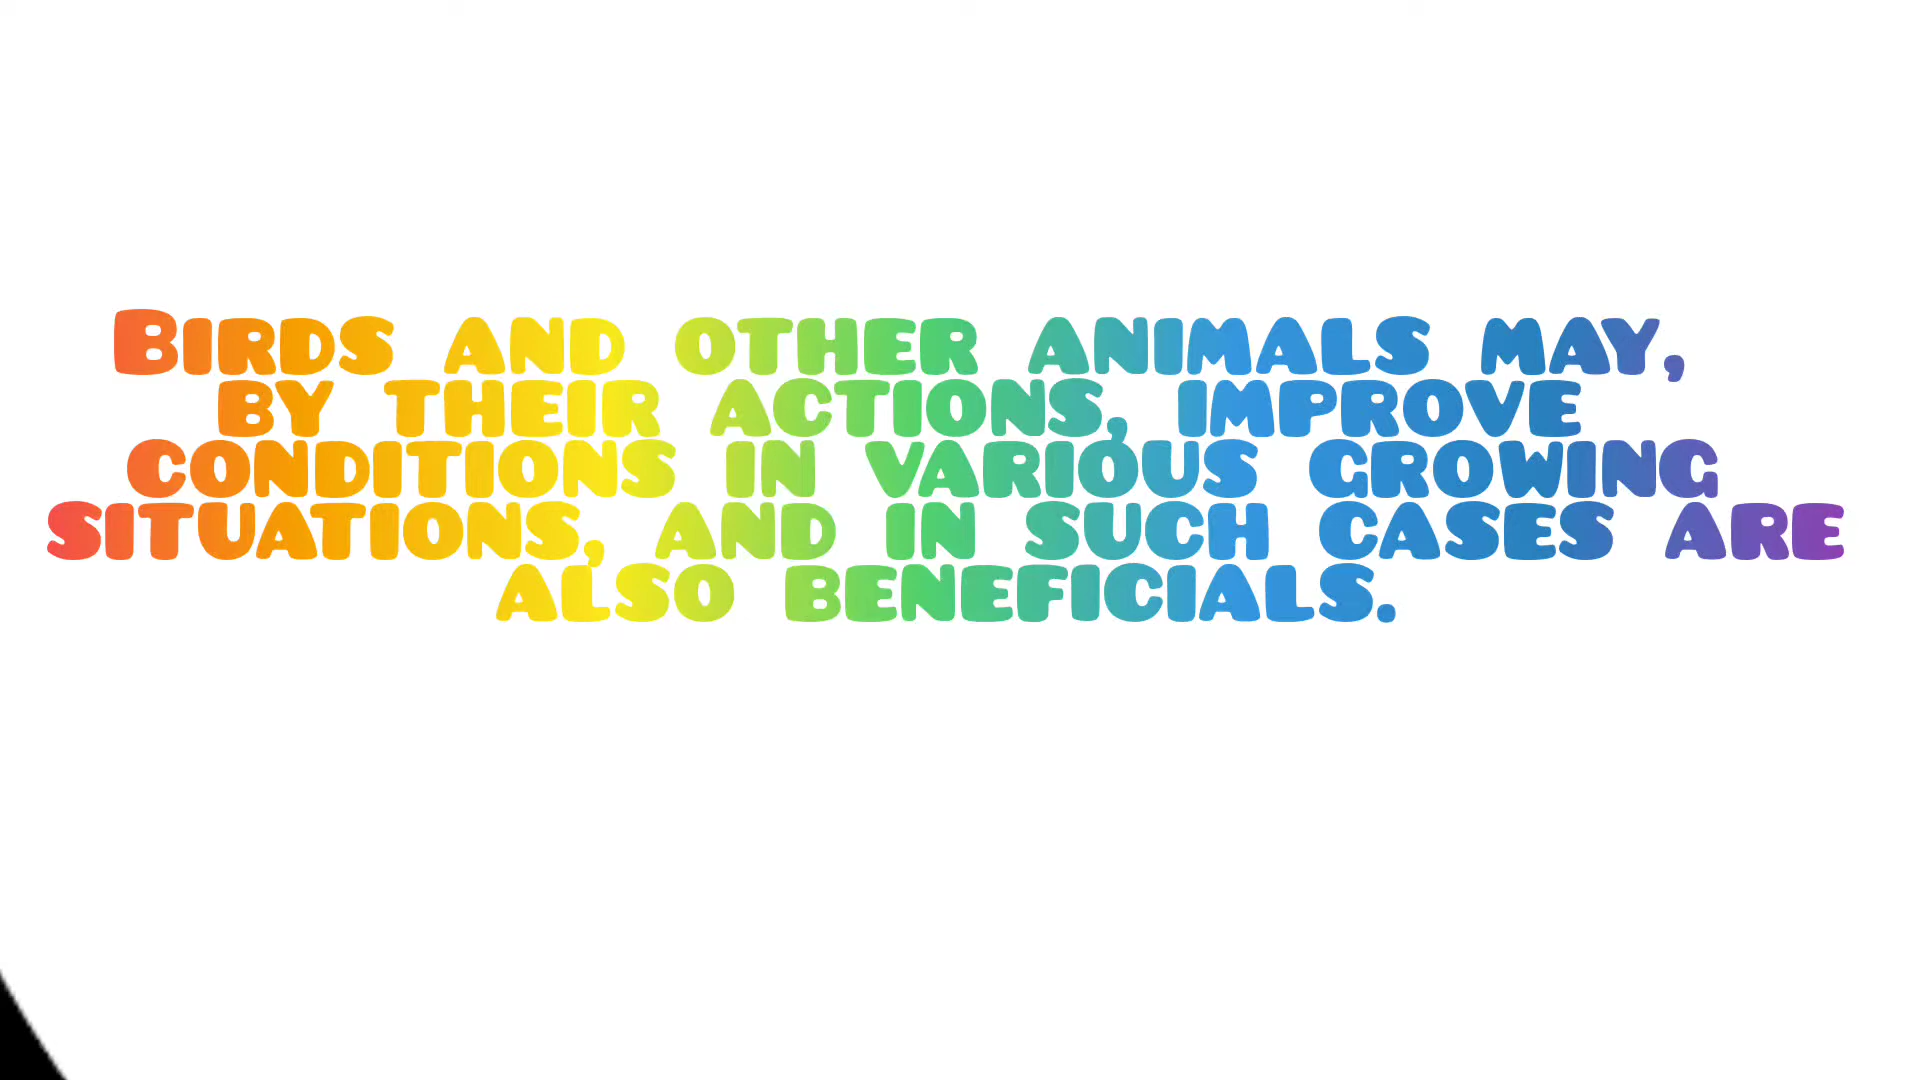 Birds and other animals may,
by their actions, improve
conditions in various growing
situations, and in such cases are
also beneficials.